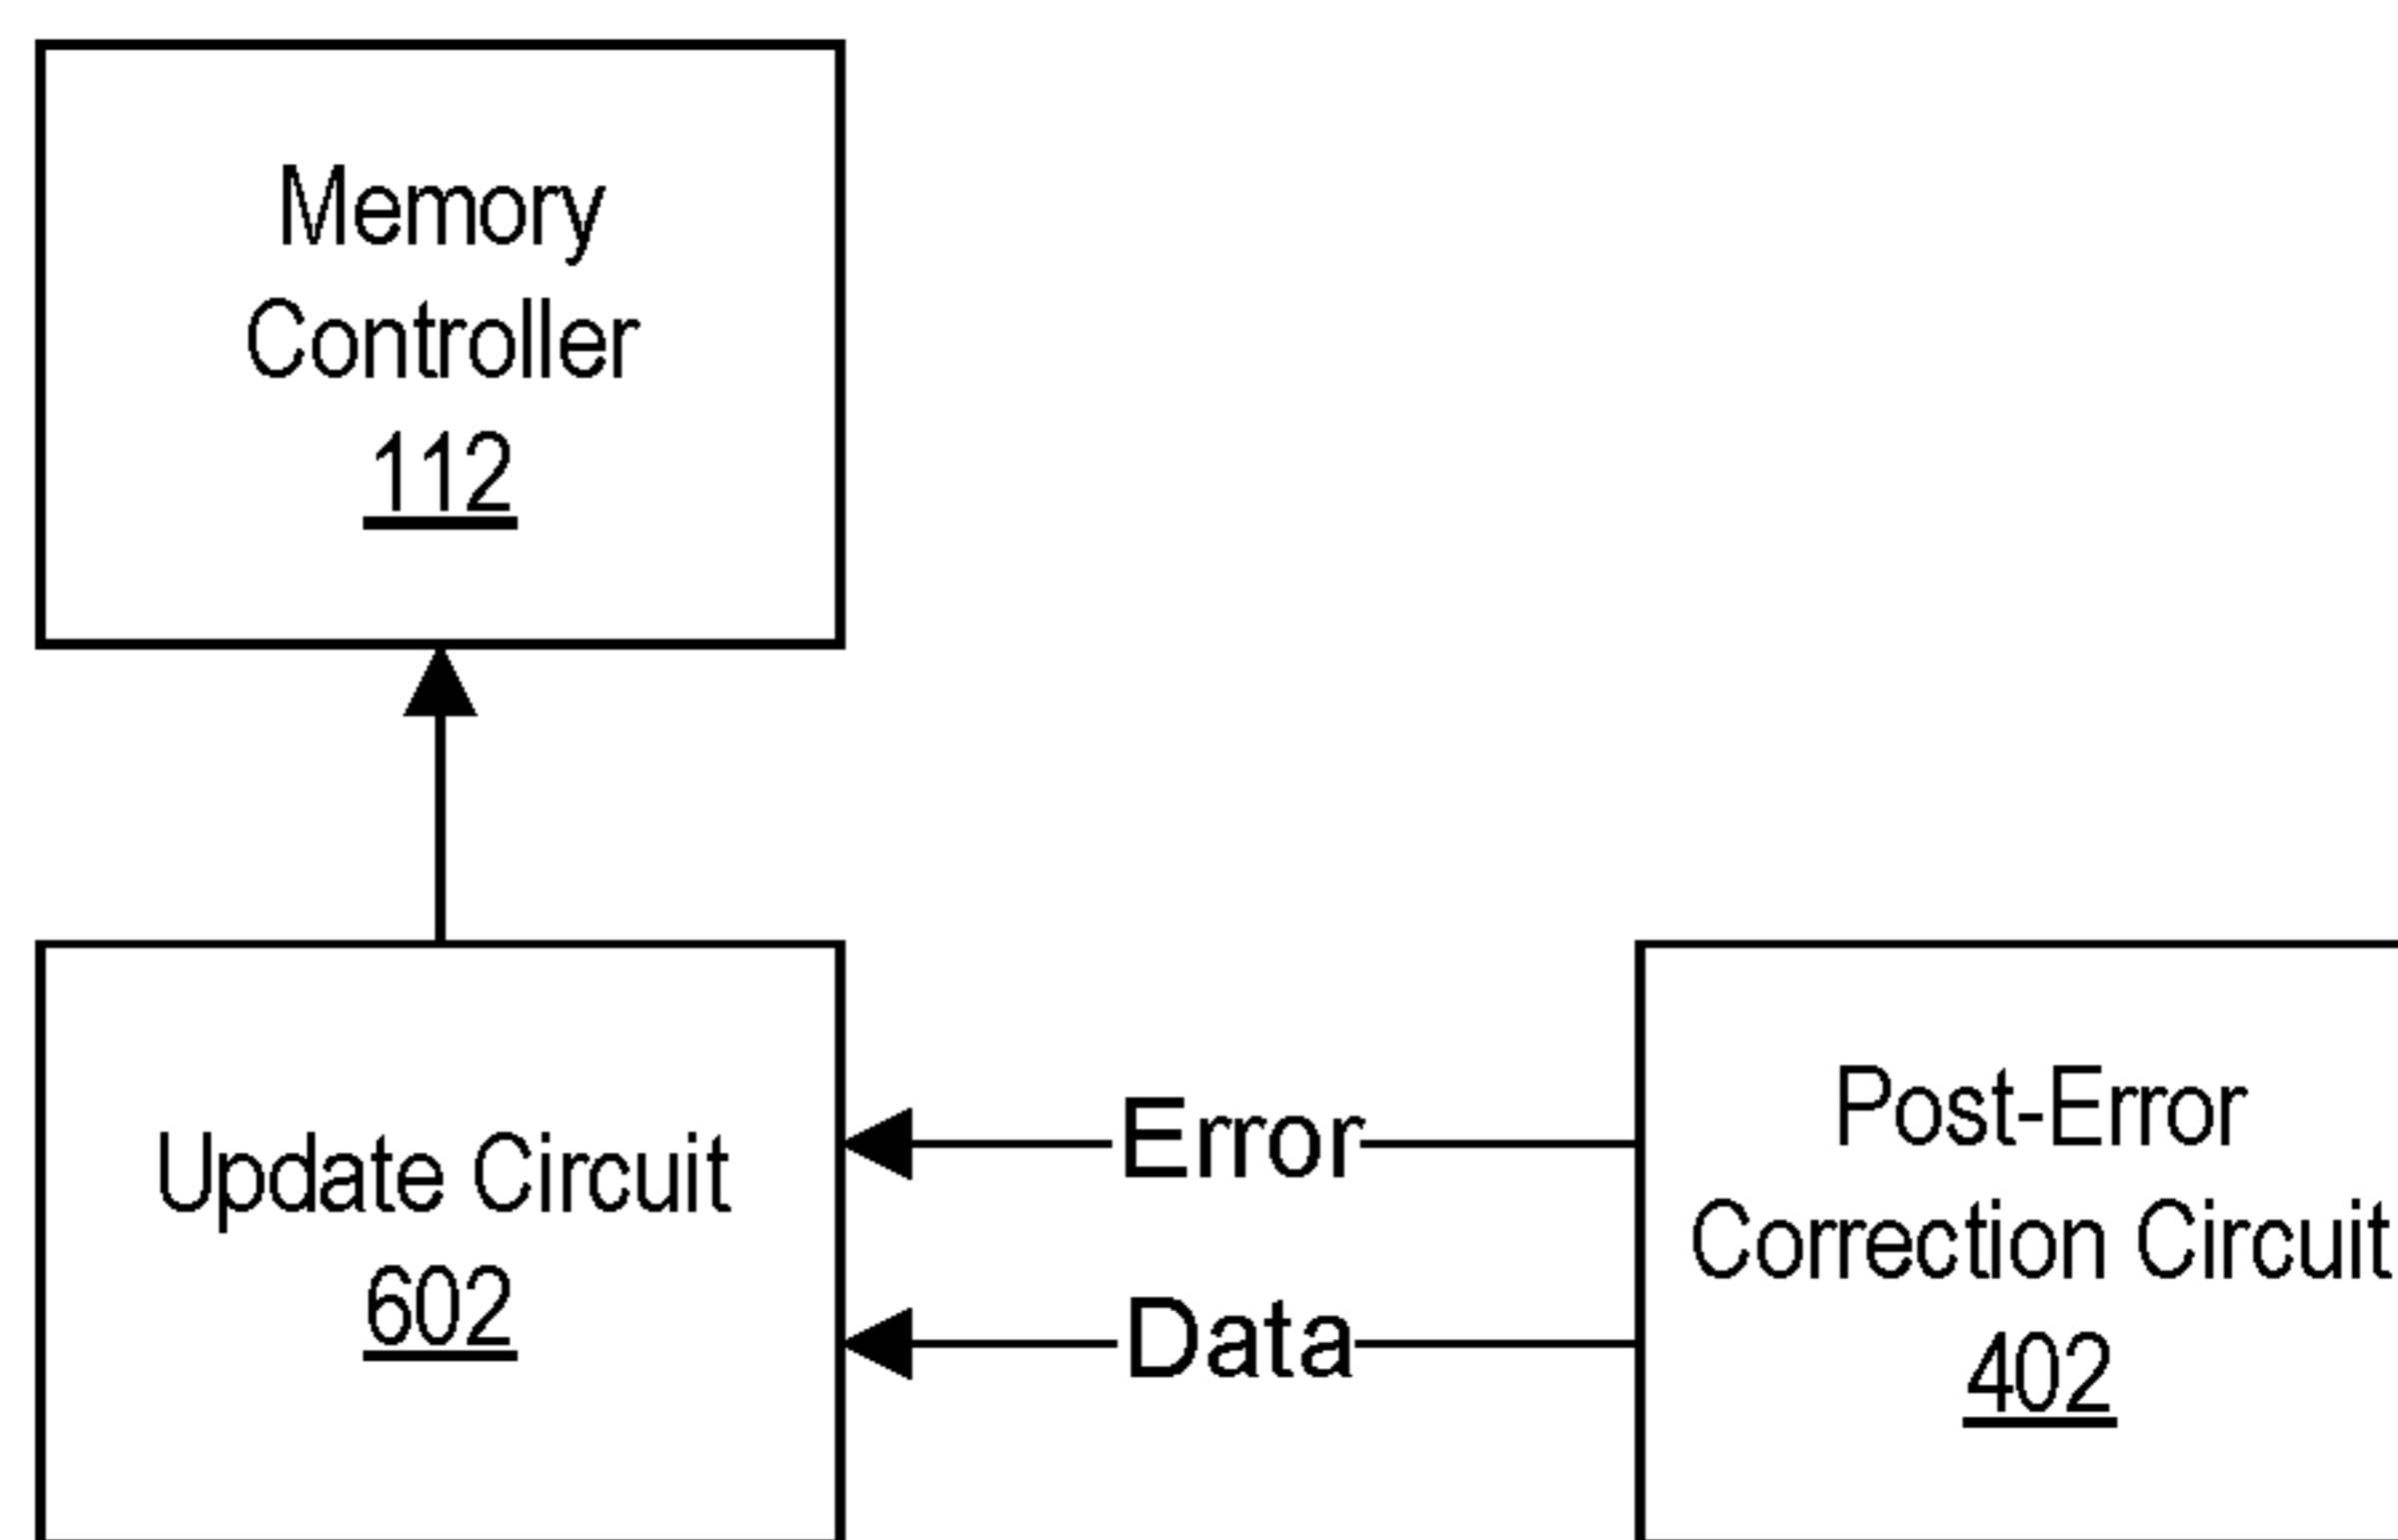 Memory
Controller
112
Update Circuit
602
Error
Data
Post-Error
Correction Circuit
402